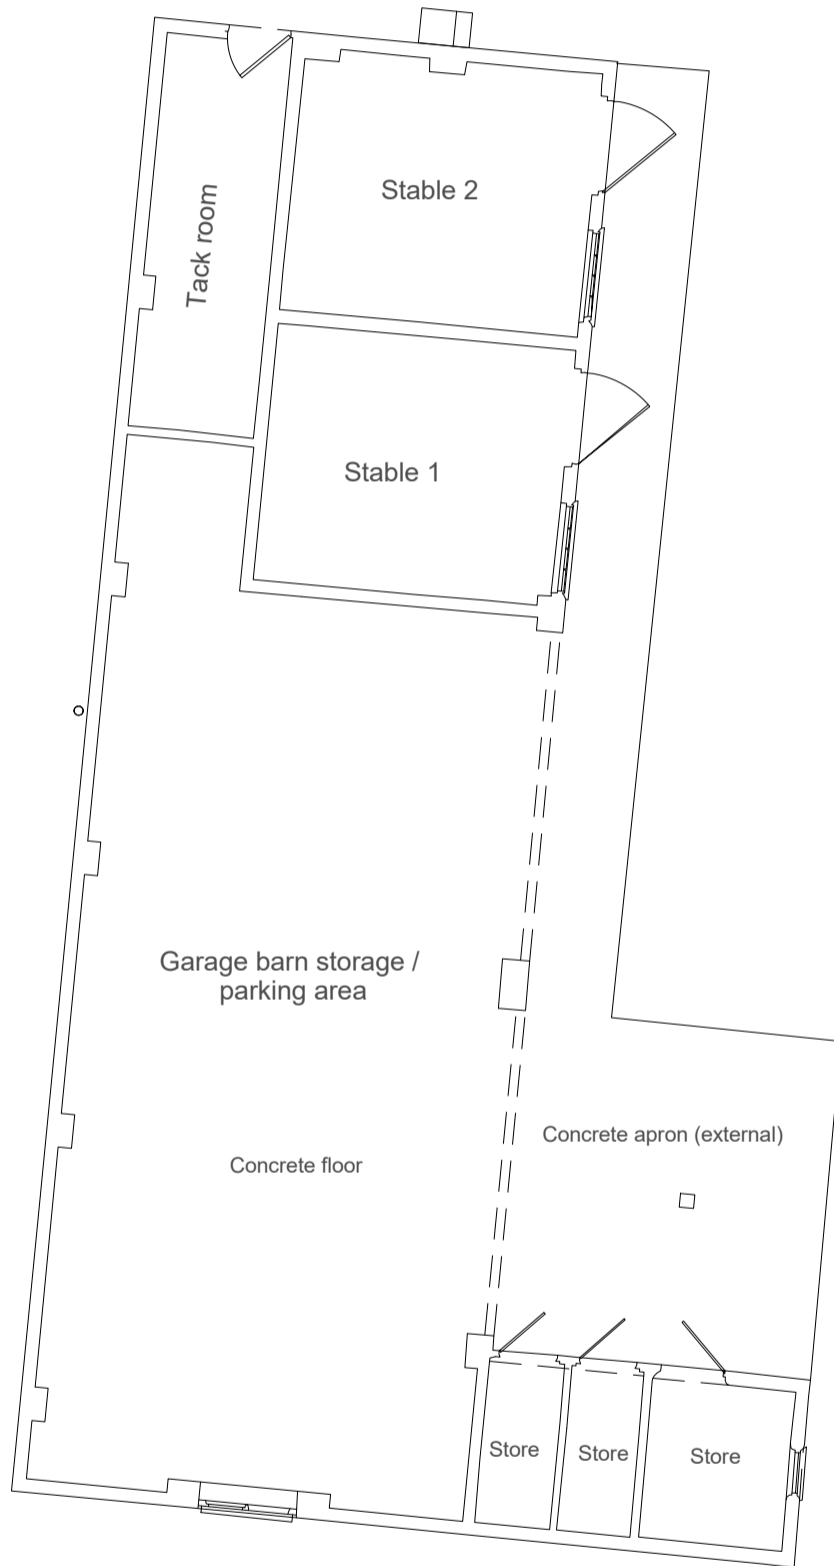 Stable 2
Tack room
Stable 1
Garage barn storage /
parking area
Concrete apron (external)
Concrete floor
Store
Store
Store